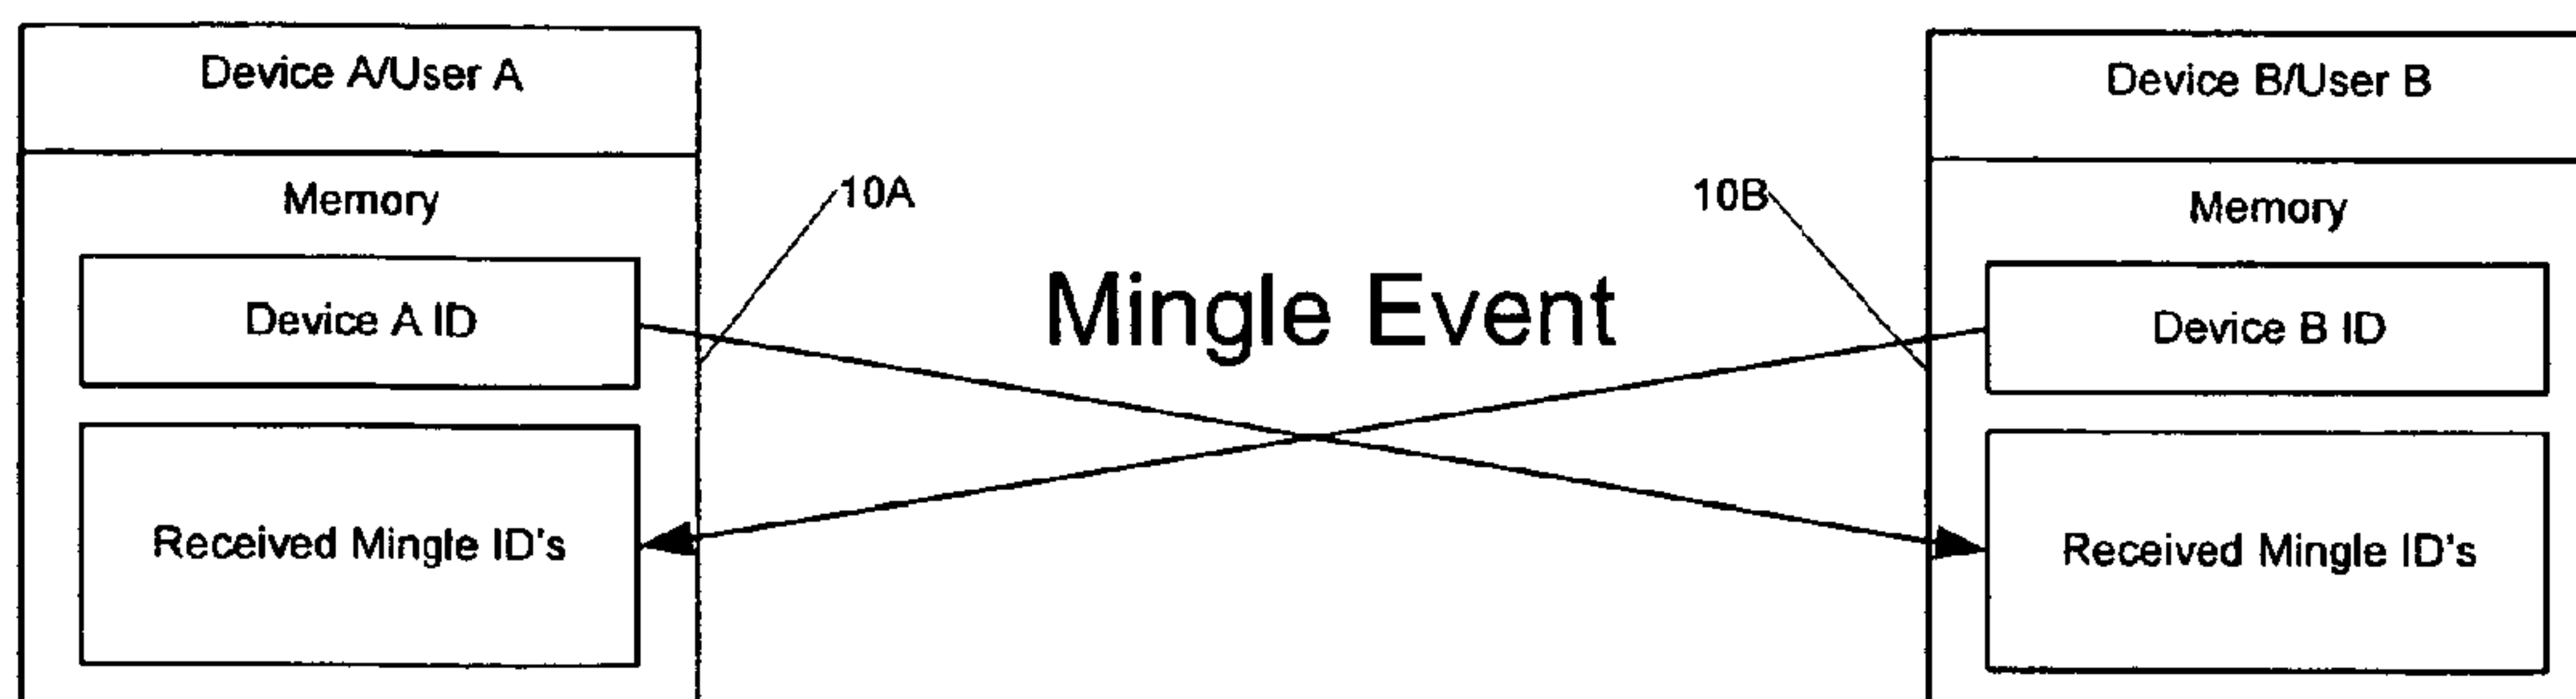 Device A/User A
Device B/User B
Memory
10A
10B
Memory
Mingle Event
Device A ID
Device B ID
Received Mingle ID's
Received Mingle ID's